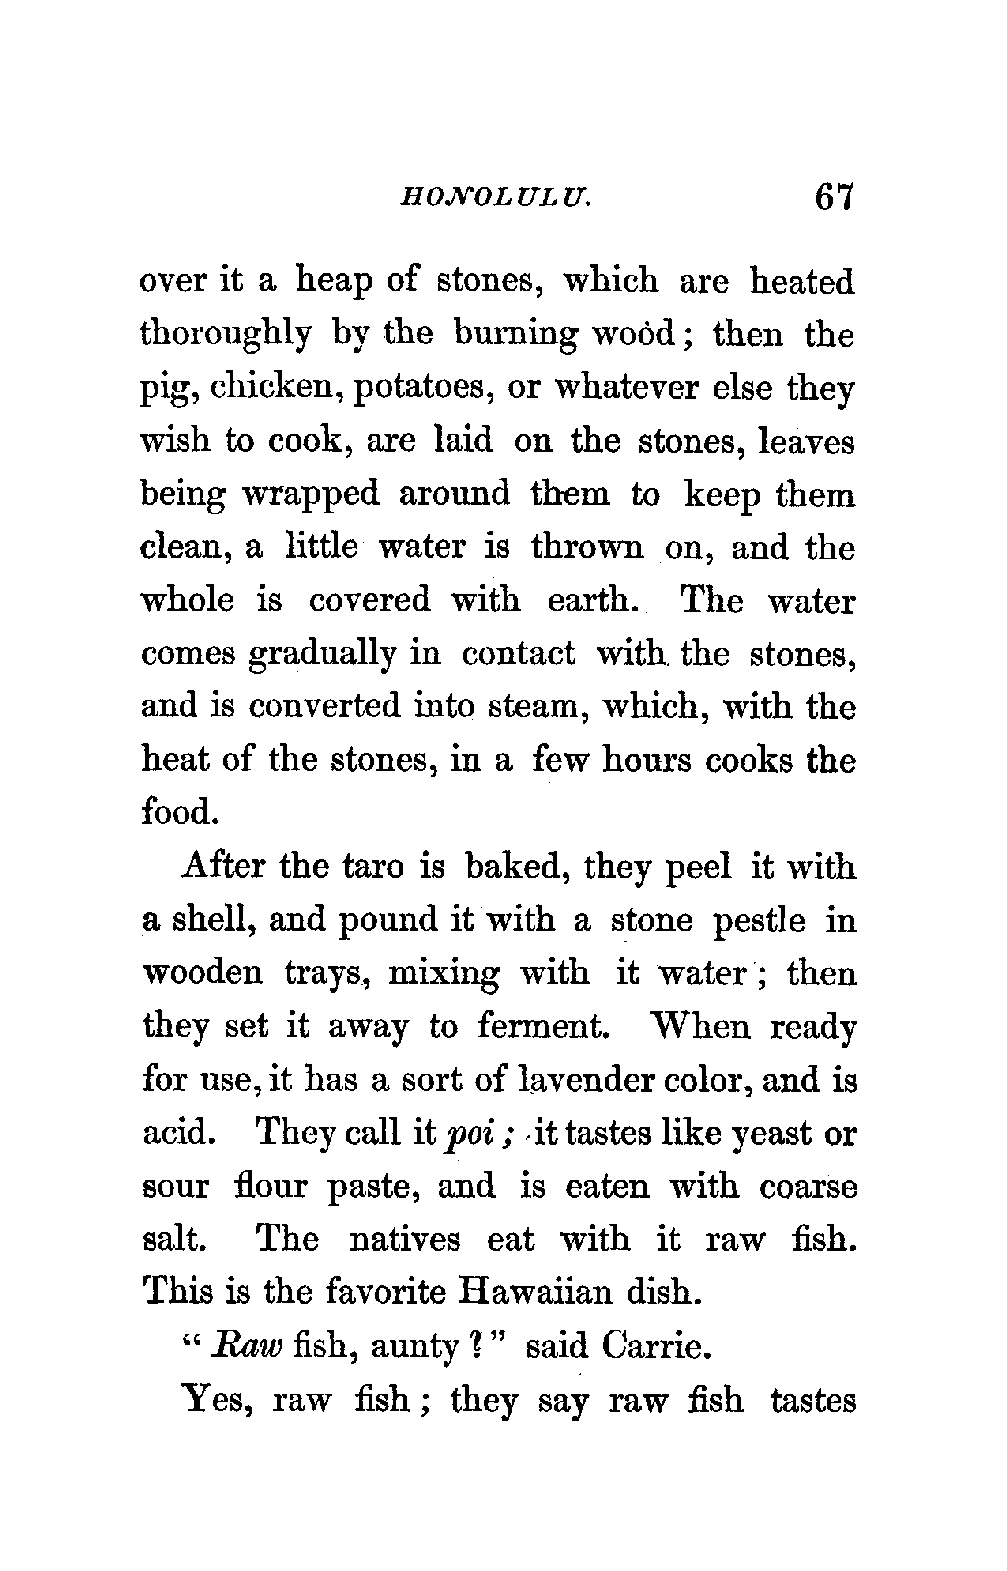 HONOLULU. 67
over it a heap of stones, which are heated
thoroughly by the burning wood; then the
pig, chicken, potatoes, or whatever else they
wish to cook, are laid on the stones, leaves
being wrapped around them to keep them
clean, a little water is thrown on, and the
whole is covered with earth. The water
comes gradually in contact with the stones,
and is converted into steam, which, with the
heat of the stones, in a few hours cooks the
food.
After the taro is baked, they peel it with
a shell, and pound it with a stone pestle in
wooden trays, mixing with it water; then
they set it away to ferment. When ready
for use, it has a sort of lavender color, and is
acid. They call it poi; it tastes like yeast or
sour flour paste, and is eaten with coarse
salt. The natives eat with it raw fish.
This is the favorite Hawaiian dish.
"Raw fish, aunty?" said Carrie.
Yes, raw fish; they say raw fish tastes